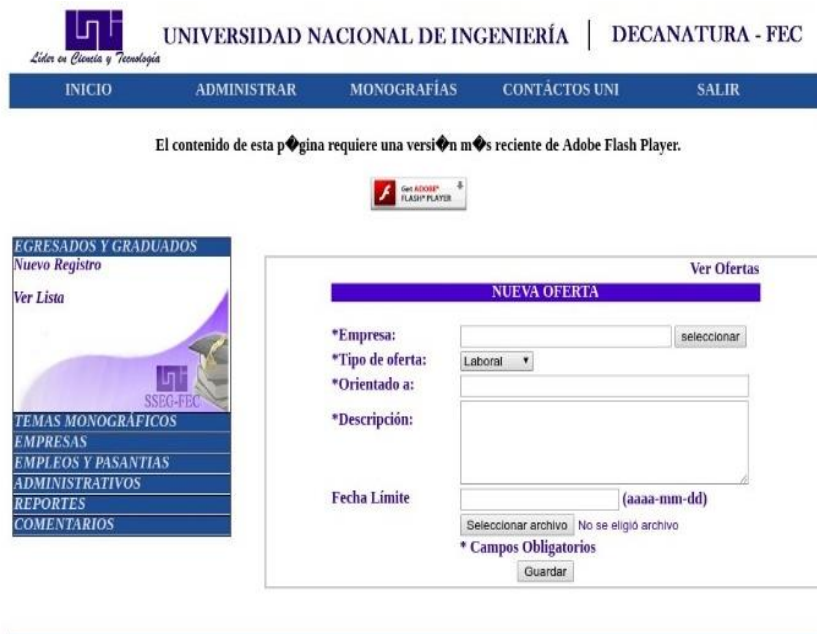 UNIVERSIDAD NACIONAL DE INGENIERÍA | DECANATURA - FEC
Líder en Ciencia y Tecnología
INICIO ADMINISTRAR MONOGRAFÍAS CONTÁCTOS UNI SALIR
El contenido de esta p�gina requiere una versi�n m�s reciente de Adobe Flash Player.
Get ADOBE®
FLASH® PLAYER
EGRESADOS Y GRADUADOS
Nuevo Registro
Ver Lista
SSEG-FEC
TEMAS MONOGRÁFICOS
EMPRESAS
EMPLEOS Y PASANTIAS
ADMINISTRATIVOS
REPORTES
COMENTARIOS
Ver Ofertas
NUEVA OFERTA
*Empresa: seleccionar
*Tipo de oferta: Laboral
*Orientado a:
*Descripción:
Fecha Límite (aaaa-mm-dd)
Seleccionar archivo No se eligió archivo
* Campos Obligatorios
Guardar